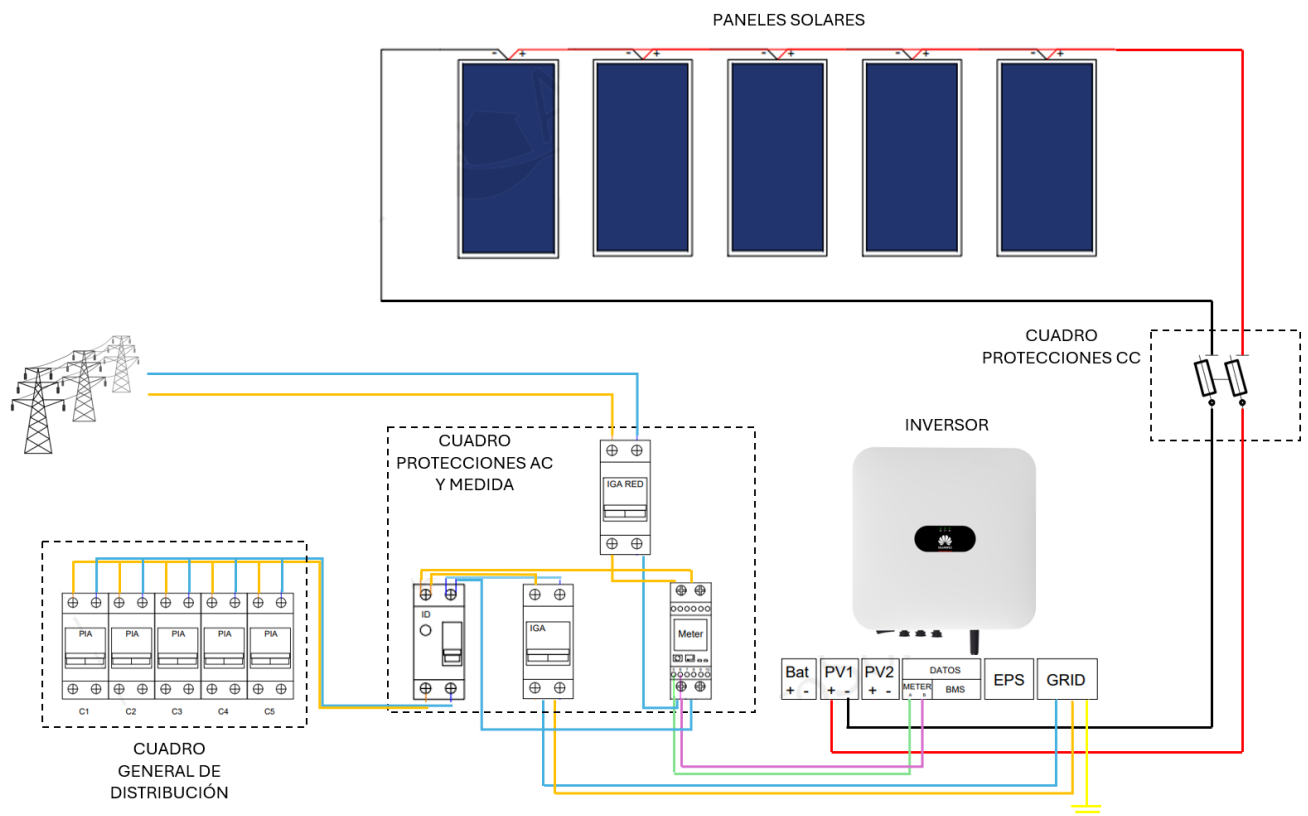 PANELES SOLARES
- + - + - + - + - +
CUADRO
PROTECCIONES CC
INVERSOR
CUADRO
PROTECCIONES AC
Y MEDIDA
IGA RED
ID
IGA
Meter
PIA PIA PIA PIA PIA
C1 C2 C3 C4 C5
CUADRO
GENERAL DE
DISTRIBUCIÓN
Bat
+ -
PV1
+ -
PV2
+ -
DATOS
METER
A B
BMS
EPS
GRID